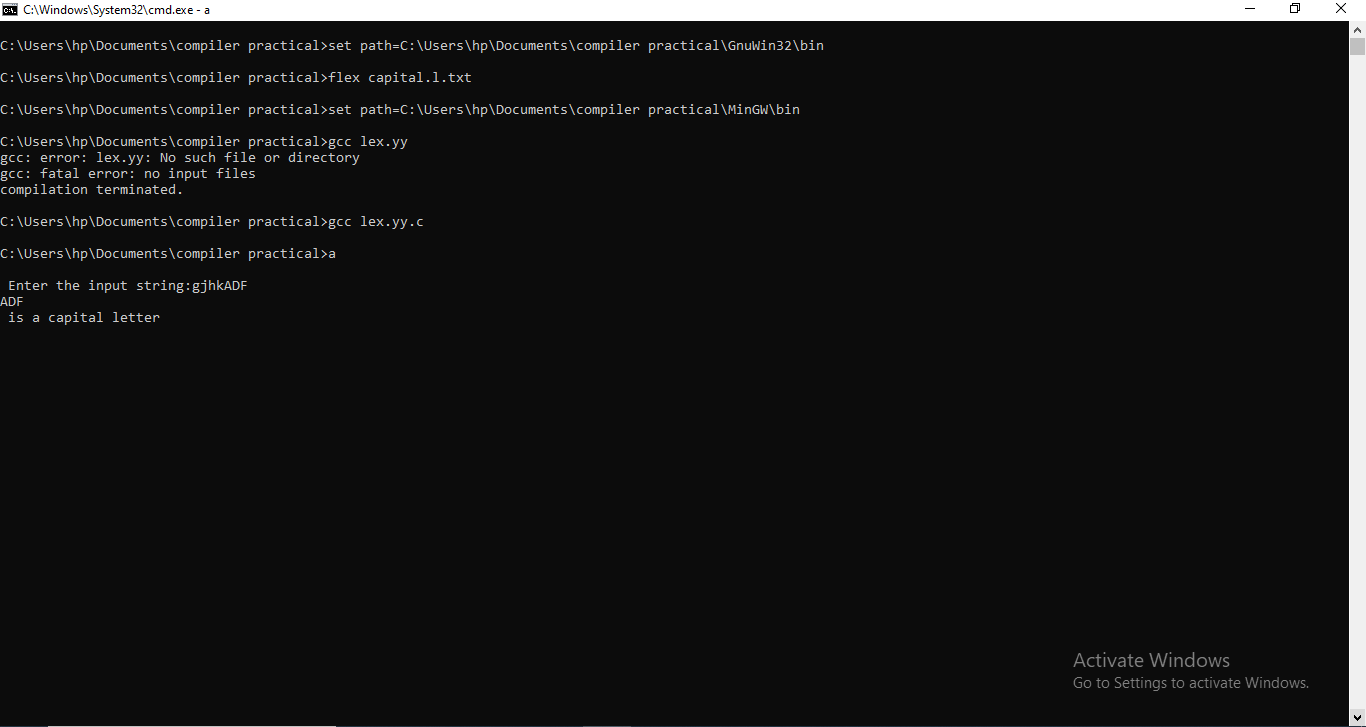 C:\Windows\System32\cmd.exe - a
C:\Users\hp\Documents\compiler practical>set path=C:\Users\hp\Documents\compiler practical\GnuWin32\bin
C:\Users\hp\Documents\compiler practical>flex capital.l.txt
C:\Users\hp\Documents\compiler practical>set path=C:\Users\hp\Documents\compiler practical\MinGW\bin
C:\Users\hp\Documents\compiler practical>gcc lex.yy
gcc: error: lex.yy: No such file or directory
gcc: fatal error: no input files
compilation terminated.
C:\Users\hp\Documents\compiler practical>gcc lex.yy.c
C:\Users\hp\Documents\compiler practical>a
Enter the input string:gjhkADF
ADF
is a capital letter
Activate Windows
Go to Settings to activate Windows.